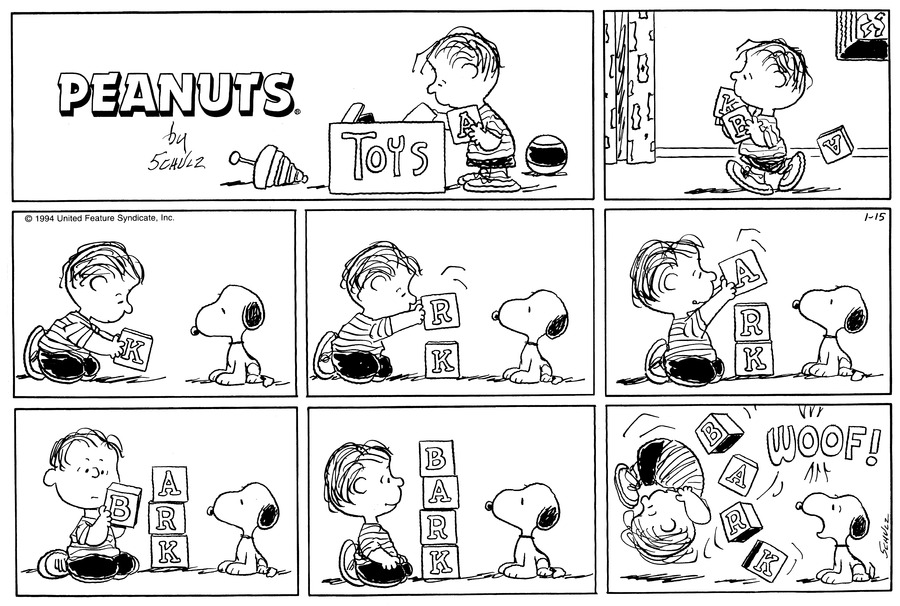 PEANUTS®
by
SCHULZ
TOYS
A
K
B
A
© 1994 United Feature Syndicate, Inc.
K
R
K
1-15
A
R
K
B
A
R
K
B
A
R
K
B
A
R
K
WOOF!
SCHULZ